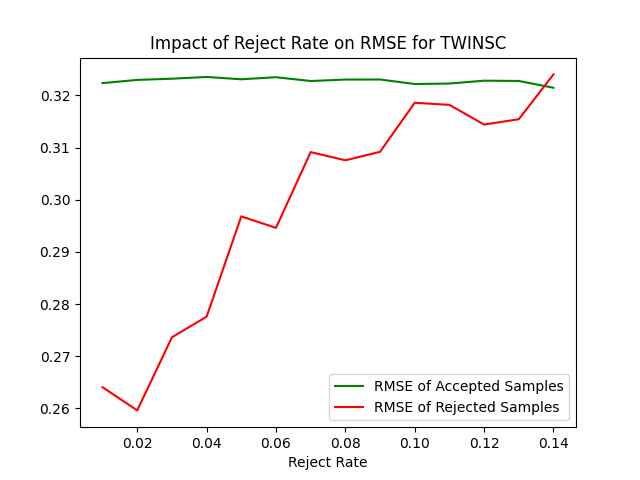 Impact of Reject Rate on RMSE for TWINSC
0.32
0.31
0.30
0.29
0.28
0.27
0.26
RMSE of Accepted Samples
RMSE of Rejected Samples
0.02 0.04 0.06 0.08 0.10 0.12 0.14
Reject Rate